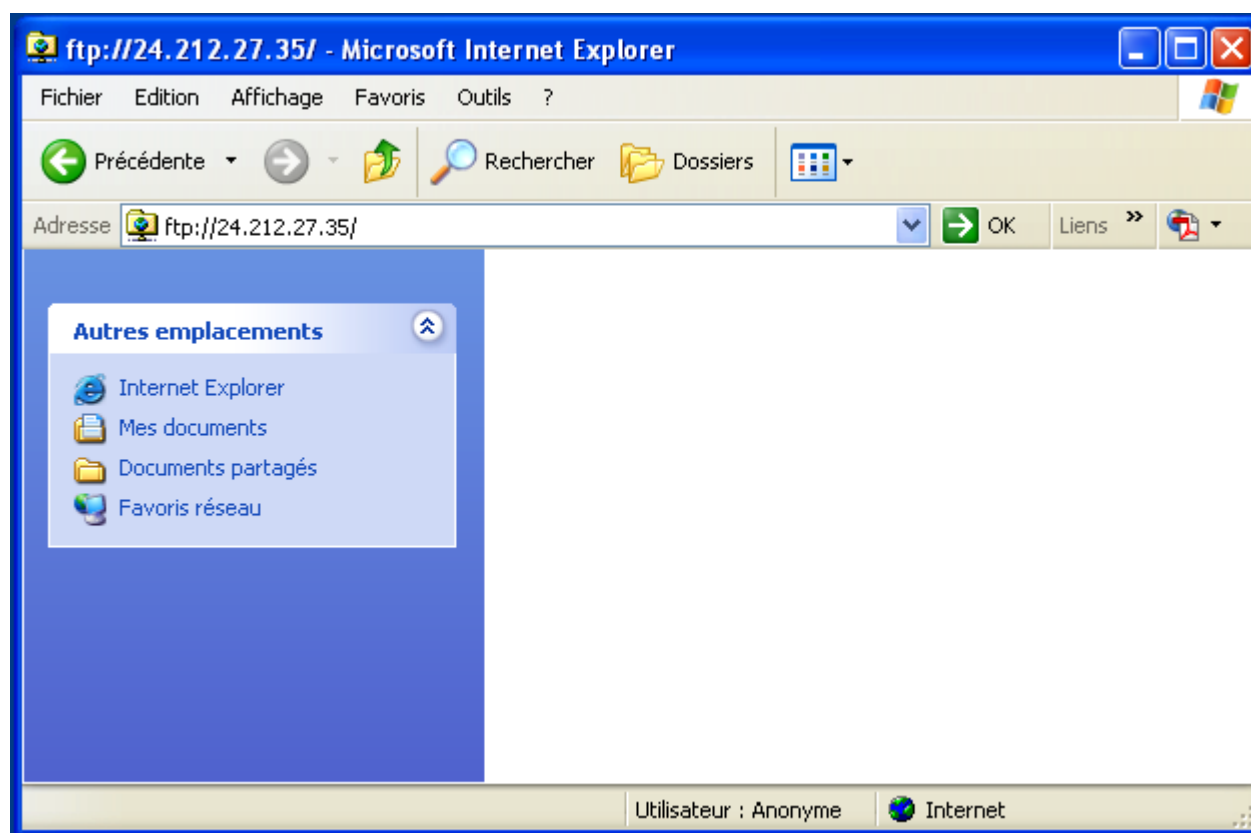 ftp://24.212.27.35/ - Microsoft Internet Explorer
Fichier Edition Affichage Favoris Outils ?
Précédente Rechercher Dossiers
Adresse ftp://24.212.27.35/ OK Liens »
Autres emplacements
Internet Explorer
Mes documents
Documents partagés
Favoris réseau
Utilisateur : Anonyme Internet